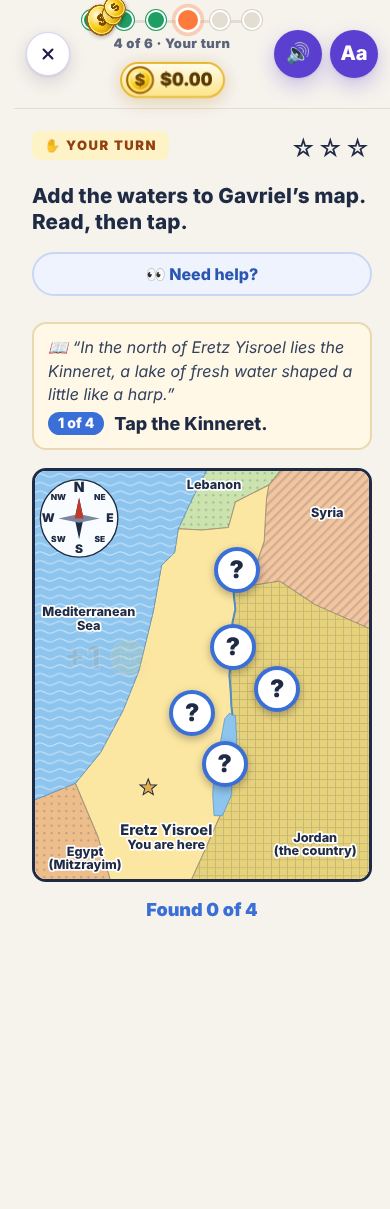 4 of 6 · Your turn
$ $0.00
Aa
✋ YOUR TURN
Add the waters to Gavriel’s map.
Read, then tap.
👀 Need help?
📖 “In the north of Eretz Yisroel lies the
Kinneret, a lake of fresh water shaped a
little like a harp.”
1 of 4 Tap the Kinneret.
N
NW NE
W E
SW SE
S
Lebanon
Syria
?
Mediterranean
Sea
?
+1
?
?
?
Eretz Yisroel
You are here
Jordan
(the country)
Egypt
(Mitzrayim)
Found 0 of 4